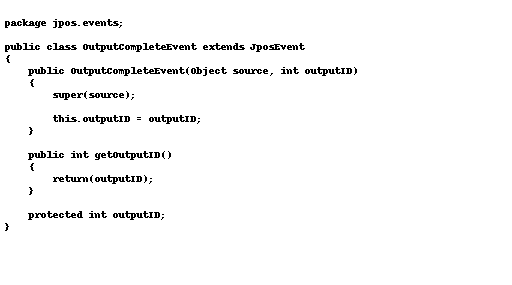 package jpos.events;

public class OutputCompleteEvent extends JposEvent
{
    public OutputCompleteEvent(Object source, int outputID)
    {
        super(source);

        this.outputID = outputID;
    }

    public int getOutputID()
    {
        return(outputID);
    }

    protected int outputID;
}